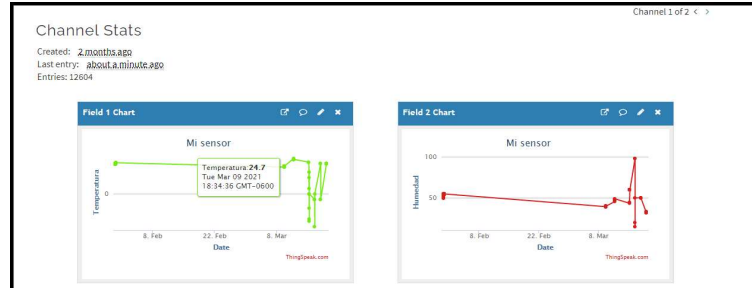 Channel 1 of 2 < >
Channel Stats
Created: 2 months ago
Last entry: about a minute ago
Entries: 12604
Field 1 Chart
Mi sensor
Temperatura:24.7
Tue Mar 09 2021
18:34:36 GMT-0600
Temperatura
0
8. Feb
22. Feb
8. Mar
Date
ThingSpeak.com
Field 2 Chart
Mi sensor
Humedad
100
50
8. Feb
22. Feb
8. Mar
Date
ThingSpeak.com